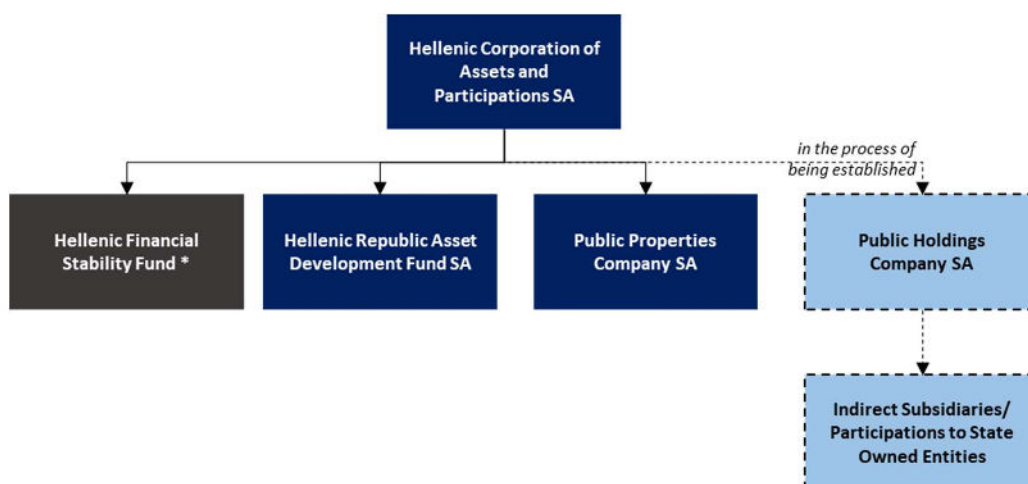 Hellenic Corporation of
Assets and
Participations SA
in the process of
being established
Hellenic Financial
Stability Fund *
Hellenic Republic Asset
Development Fund SA
Public Properties
Company SA
Public Holdings
Company SA
Indirect Subsidiaries/
Participations to State
Owned Entities